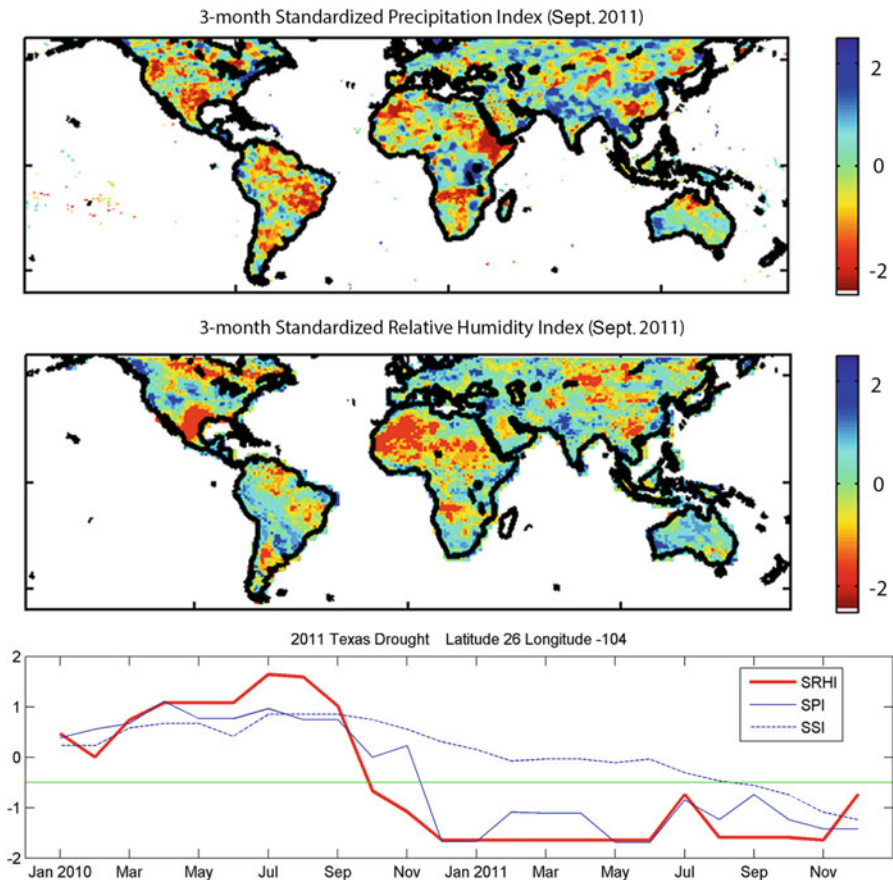 3-month Standardized Precipitation Index (Sept. 2011)
2
0
-2
3-month Standardized Relative Humidity Index (Sept. 2011)
2
0
-2
2011 Texas Drought Latitude 26 Longitude -104
2
1
0
-1
-2
SRHI
SPI
SSI
Jan 2010 Mar May Jul Sep Nov Jan 2011 Mar May Jul Sep Nov